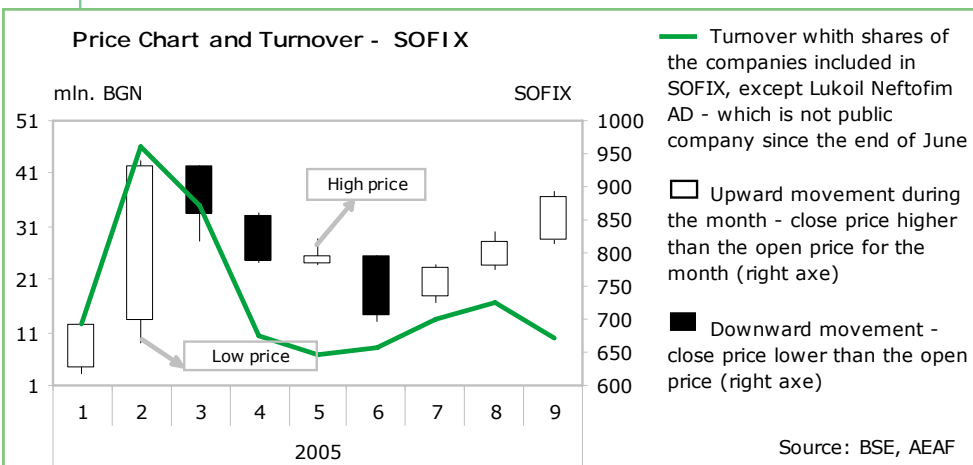 Price Chart and Turnover - SOFIX
mln. BGN
SOFIX
51
41
31
21
11
1
1000
950
900
850
800
750
700
650
600
High price
Low price
1 2 3 4 5 6 7 8 9
2005
Turnover whith shares of
the companies included in
SOFIX, except Lukoil Neftofim
AD - which is not public
company since the end of June
Upward movement during
the month - close price higher
than the open price for the
month (right axe)
Downward movement -
close price lower than the open
price (right axe)
Source: BSE, AEAF